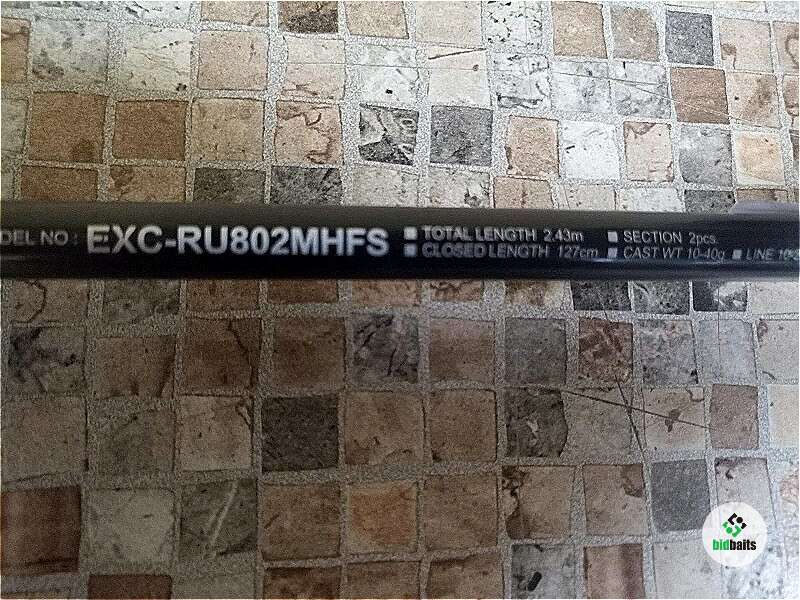 DEL NO : EXC-RU802MHFS ■ TOTAL LENGTH 2.43m ■ SECTION 2pcs.
■ CLOSED LENGTH 127cm ■ CAST WT 10-40g ■ LINE
bidbaits